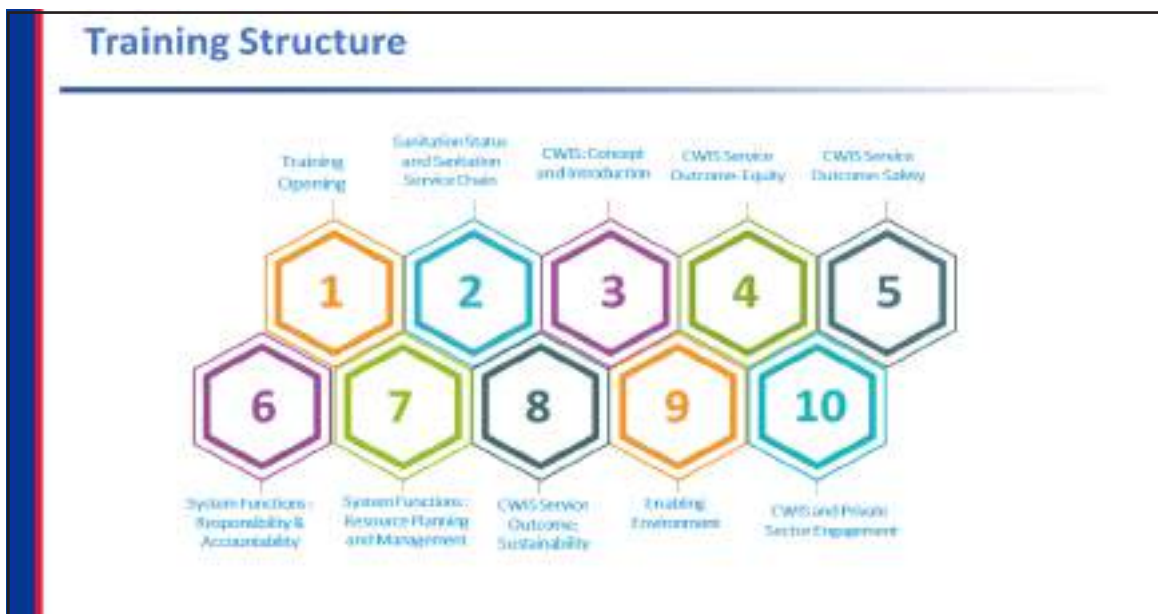 Training Structure
Training
Opening
Sanitation Status
and Sanitation
Service Chain
CWIS: Concept
and Introduction
CWIS Service
Outcome: Equity
CWIS Service
Outcome: Safety
1
2
3
4
5
6
7
8
9
10
System Functions :
Responsibility &
Accountability
System Functions :
Resource Planning
and Management
CWIS Service
Outcome:
Sustainability
Enabling
Environment
CWIS and Private
Sector Engagement